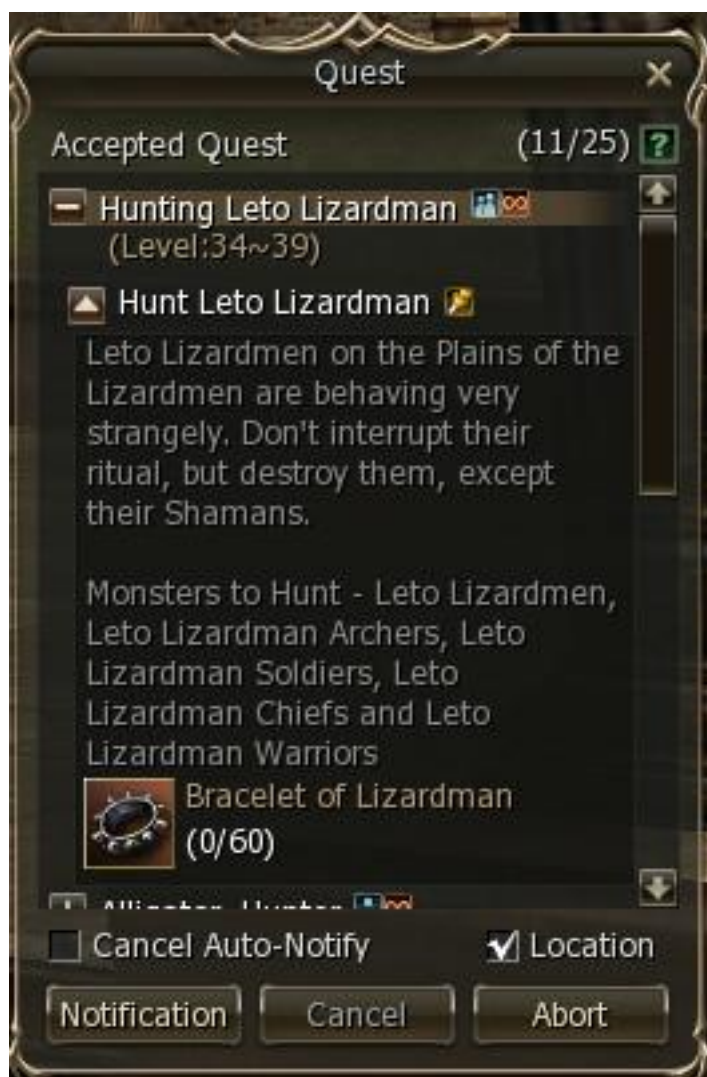 Quest
Accepted Quest (11/25)
Hunting Leto Lizardman
(Level:34~39)
Hunt Leto Lizardman
Leto Lizardmen on the Plains of the
Lizardmen are behaving very
strangely. Don't interrupt their
ritual, but destroy them, except
their Shamans.
Monsters to Hunt - Leto Lizardmen,
Leto Lizardman Archers, Leto
Lizardman Soldiers, Leto
Lizardman Chiefs and Leto
Lizardman Warriors
Bracelet of Lizardman
(0/60)
Cancel Auto-Notify Location
Notification Cancel Abort